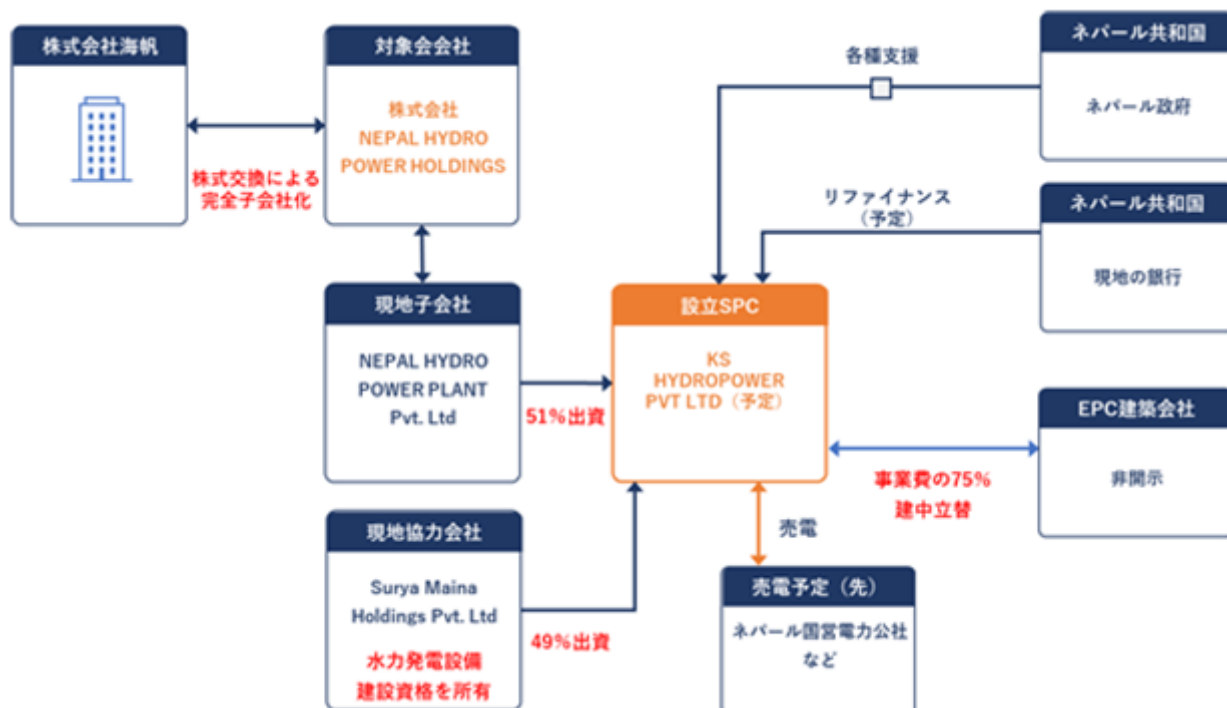 株式会社海帆
対象会会社
株式会社
NEPAL HYDRO
POWER HOLDINGS
株式交換による
完全子会社化
各種支援
ネパール共和国
ネパール政府
リファイナンス
(予定)
ネパール共和国
現地の銀行
現地子会社
NEPAL HYDRO
POWER PLANT
Pvt. Ltd
51%出資
設立SPC
KS
HYDROPOWER
PVT LTD(予定)
EPC建築会社
非開示
事業費の75%
建中立替
現地協力会社
Surya Maina
Holdings Pvt. Ltd
水力発電設備
建設資格を所有
49%出資
売電
売電予定(先)
ネパール国営電力公社
など